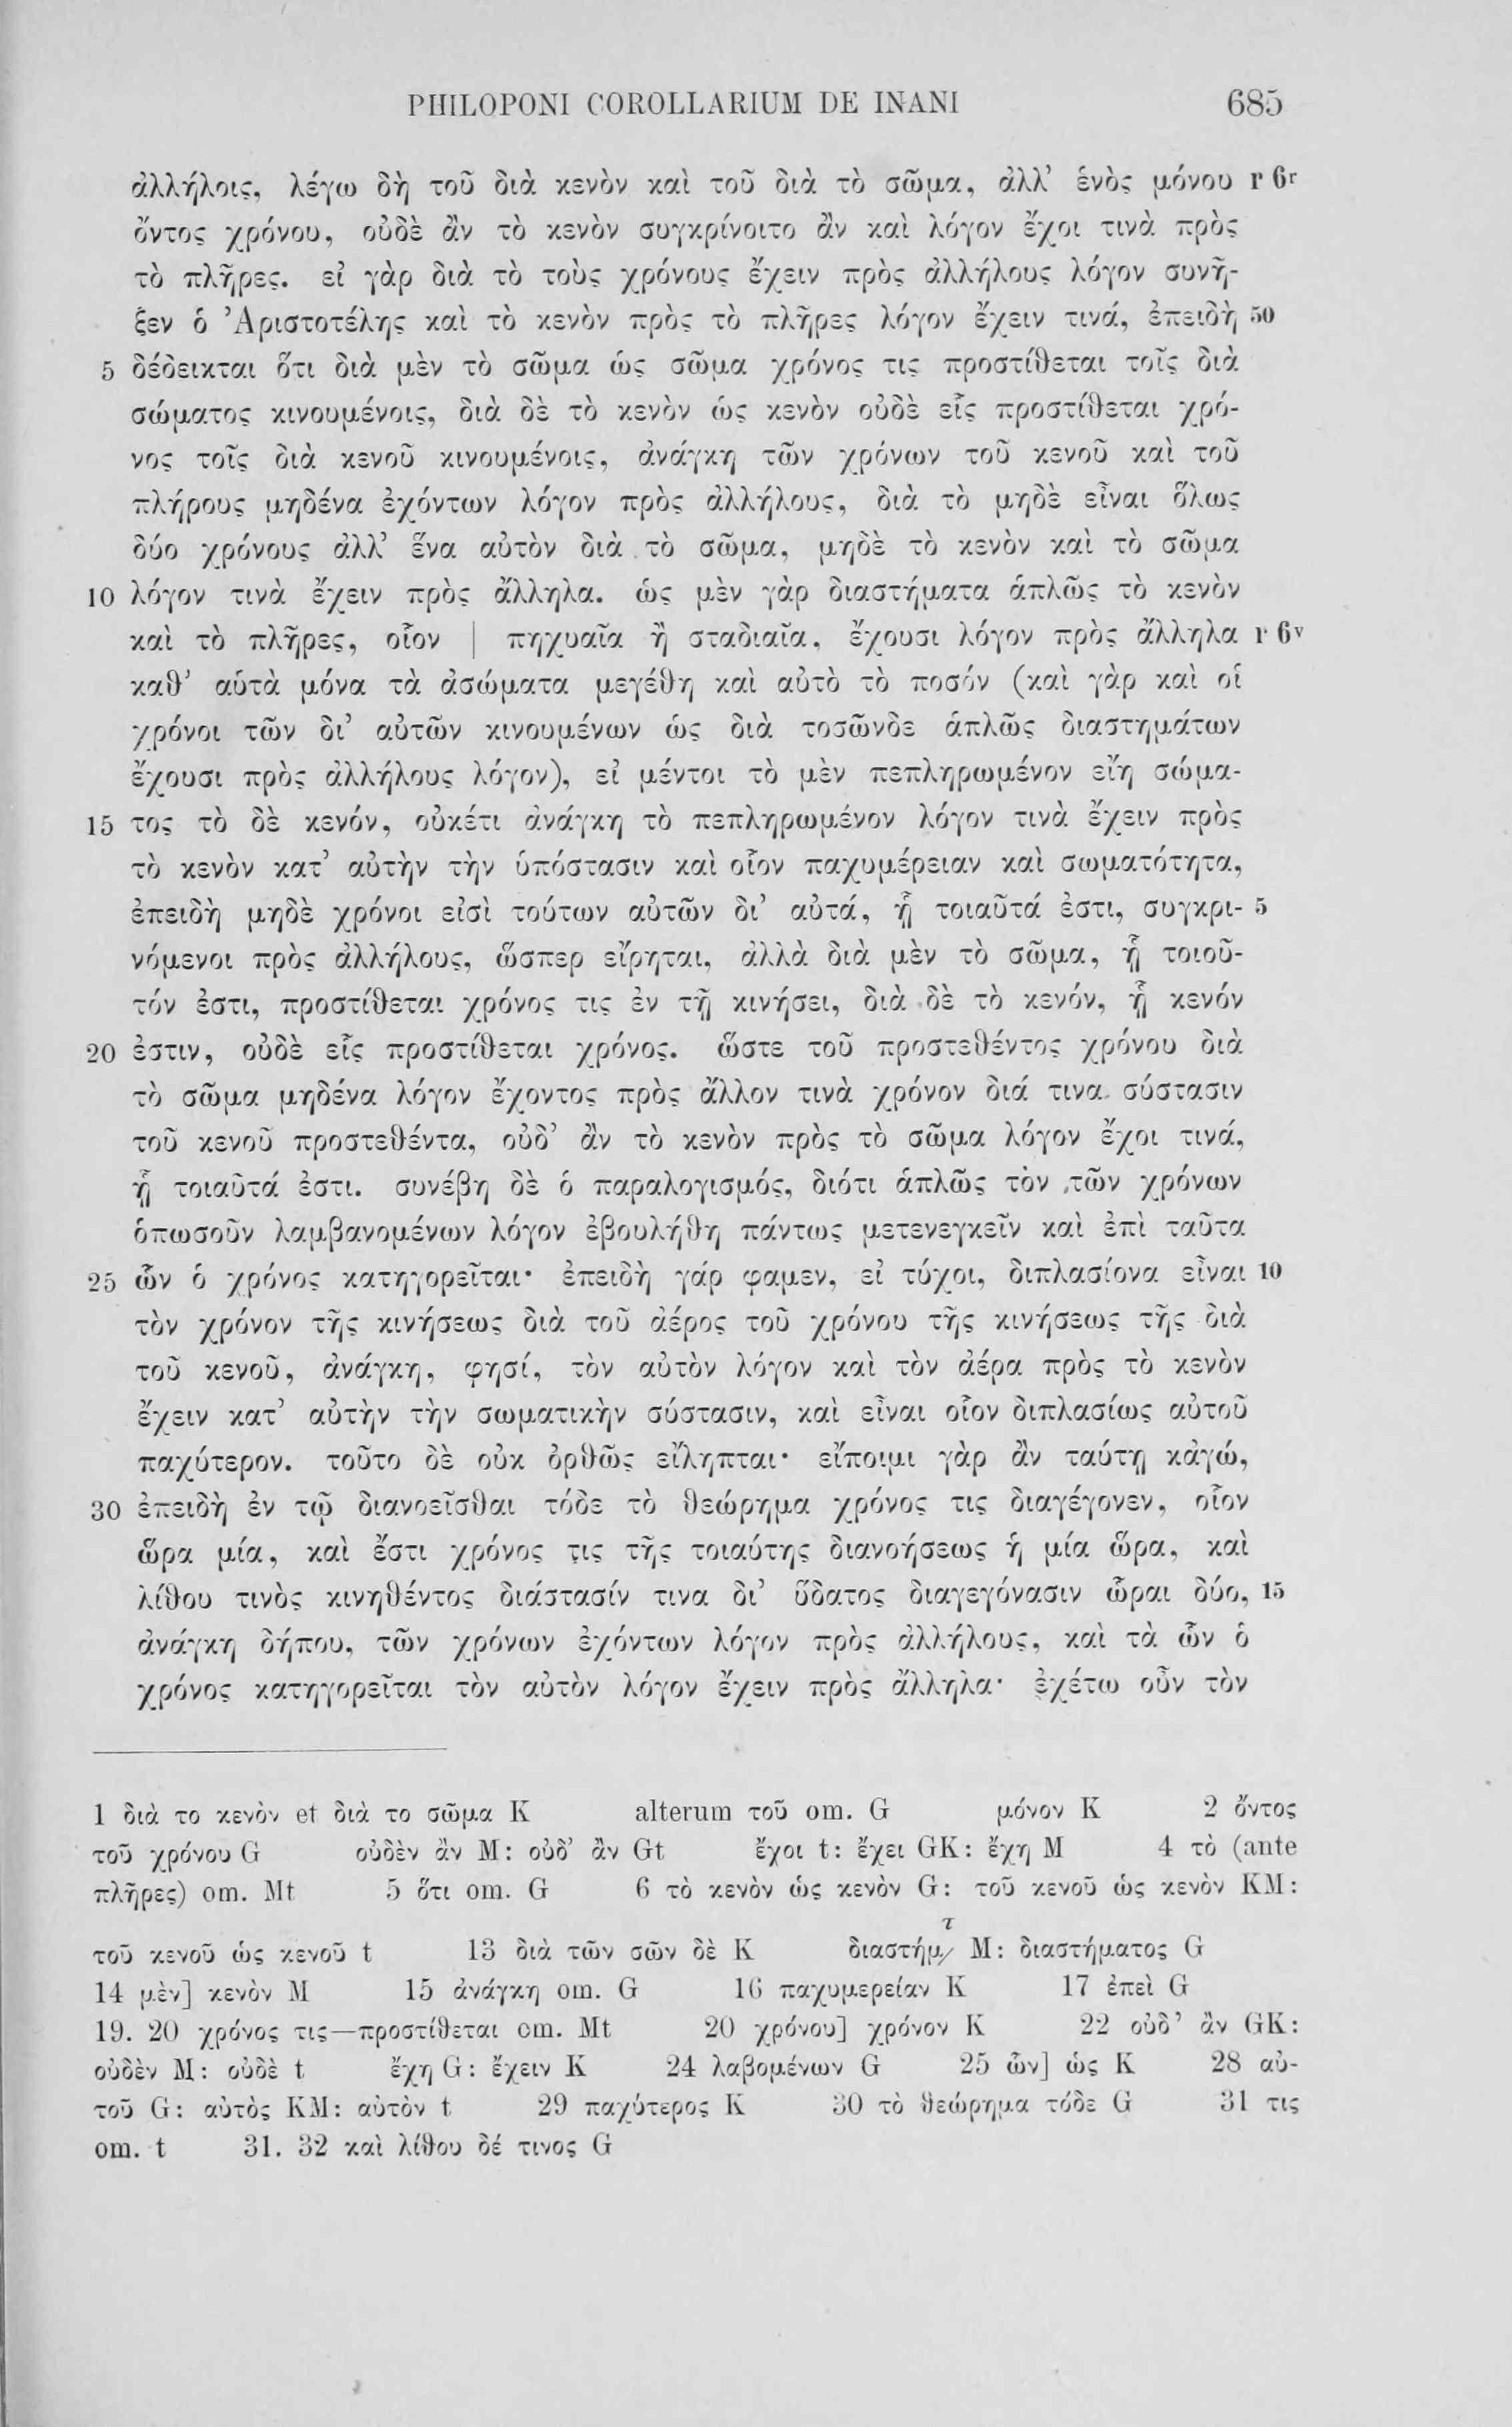 PHILOPONI COROLLARIUM DE INANI 685
ἀλλήλοις, λέγω δὴ τοῦ διὰ κενὸν καὶ τοῦ διὰ τὸ σῶμα, ἀλλ' ἑνὸς μόνου r 6r
ὄντος χρόνου, οὐδὲ ἂν τὸ κενὸν συγκρίνοιτο ἂν καὶ λόγον ἔχοι τινὰ πρὸς
τὸ πλῆρες. εἰ γὰρ διὰ τὸ τοὺς χρόνους ἔχειν πρὸς ἀλλήλους λόγον συνῆ-
ξεν ὁ Ἀριστοτέλης καὶ τὸ κενὸν πρὸς τὸ πλῆρες λόγον ἔχειν τινά, ἐπειδὴ 50
5 δέδεικται ὅτι διὰ μὲν τὸ σῶμα ὡς σῶμα χρόνος τις προστίθεται τοῖς διὰ
σώματος κινουμένοις, διὰ δὲ τὸ κενὸν ὡς κενὸν οὐδὲ εἷς προστίθεται χρό-
νος τοῖς διὰ κενοῦ κινουμένοις, ἀνάγκη τῶν χρόνων τοῦ κενοῦ καὶ τοῦ
πλήρους μηδένα ἐχόντων λόγον πρὸς ἀλλήλους, διὰ τὸ μηδὲ εἶναι ὅλως
δύο χρόνους ἀλλ' ἕνα αὐτὸν διὰ τὸ σῶμα, μηδὲ τὸ κενὸν καὶ τὸ σῶμα
10 λόγον τινὰ ἔχειν πρὸς ἄλληλα. ὡς μὲν γὰρ διαστήματα ἁπλῶς τὸ κενὸν
καὶ τὸ πλῆρες, οἷον | πηχυαῖα ἢ σταδιαῖα, ἔχουσι λόγον πρὸς ἄλληλα r 6v
καθ' αὑτὰ μόνα τὰ ἀσώματα μεγέθη καὶ αὐτὸ τὸ ποσόν (καὶ γὰρ καὶ οἱ
χρόνοι τῶν δι' αὐτῶν κινουμένων ὡς διὰ τοσῶνδε ἁπλῶς διαστημάτων
ἔχουσι πρὸς ἀλλήλους λόγον), εἰ μέντοι τὸ μὲν πεπληρωμένον εἴη σώμα-
15 τος τὸ δὲ κενόν, οὐκέτι ἀνάγκη τὸ πεπληρωμένον λόγον τινὰ ἔχειν πρὸς
τὸ κενὸν κατ' αὐτὴν τὴν ὑπόστασιν καὶ οἷον παχυμέρειαν καὶ σωματότητα,
ἐπειδὴ μηδὲ χρόνοι εἰσὶ τούτων αὐτῶν δι' αὐτά, ᾗ τοιαῦτά ἐστι, συγκρι- 5
νόμενοι πρὸς ἀλλήλους, ὥσπερ εἴρηται, ἀλλὰ διὰ μὲν τὸ σῶμα, ᾗ τοιοῦ-
τόν ἐστι, προστίθεται χρόνος τις ἐν τῇ κινήσει, διὰ δὲ τὸ κενόν, ᾗ κενόν
20 ἐστιν, οὐδὲ εἷς προστίθεται χρόνος. ὥστε τοῦ προστεθέντος χρόνου διὰ
τὸ σῶμα μηδένα λόγον ἔχοντος πρὸς ἄλλον τινὰ χρόνον διά τινα σύστασιν
τοῦ κενοῦ προστεθέντα, οὐδ' ἂν τὸ κενὸν πρὸς τὸ σῶμα λόγον ἔχοι τινά,
ᾗ τοιαῦτά ἐστι. συνέβη δὲ ὁ παραλογισμός, διότι ἁπλῶς τὸν τῶν χρόνων
ὁπωσοῦν λαμβανομένων λόγον ἐβουλήθη πάντως μετενεγκεῖν καὶ ἐπὶ ταῦτα
25 ὧν ὁ χρόνος κατηγορεῖται· ἐπειδὴ γάρ φαμεν, εἰ τύχοι, διπλασίονα εἶναι 10
τὸν χρόνον τῆς κινήσεως διὰ τοῦ ἀέρος τοῦ χρόνου τῆς κινήσεως τῆς διὰ
τοῦ κενοῦ, ἀνάγκη, φησί, τὸν αὐτὸν λόγον καὶ τὸν ἀέρα πρὸς τὸ κενὸν
ἔχειν κατ' αὐτὴν τὴν σωματικὴν σύστασιν, καὶ εἶναι οἷον διπλασίως αὐτοῦ
παχύτερον. τοῦτο δὲ οὐκ ὀρθῶς εἴληπται· εἴποιμι γὰρ ἂν ταύτῃ κἀγώ,
30 ἐπειδὴ ἐν τῷ διανοεῖσθαι τόδε τὸ θεώρημα χρόνος τις διαγέγονεν, οἷον
ὥρα μία, καὶ ἔστι χρόνος τις τῆς τοιαύτης διανοήσεως ἡ μία ὥρα, καὶ
λίθου τινὸς κινηθέντος διάστασίν τινα δι' ὕδατος διαγεγόνασιν ὧραι δύο, 15
ἀνάγκη δήπου, τῶν χρόνων ἐχόντων λόγον πρὸς ἀλλήλους, καὶ τὰ ὧν ὁ
χρόνος κατηγορεῖται τὸν αὐτὸν λόγον ἔχειν πρὸς ἄλληλα· ἐχέτω οὖν τὸν
1 διὰ το κενὸν et διὰ το σῶμα K alterum τοῦ om. G μόνον K 2 ὄντος
τοῦ χρόνου G οὐδὲν ἂν M: οὐδ' ἂν Gt ἔχοι t: ἔχει GK: ἔχη M 4 τὸ (ante
πλῆρες) om. Mt 5 ὅτι om. G 6 τὸ κενὸν ὡς κενὸν G: τοῦ κενοῦ ὡς κενὸν KM:
τοῦ κενοῦ ὡς κενοῦ t 13 διὰ τῶν σῶν δὲ K διαστήμ/τ M: διαστήματος G
14 μὲν] κενὸν M 15 ἀνάγκη om. G 16 παχυμερείαν K 17 ἐπεὶ G
19. 20 χρόνος τις—προστίθεται om. Mt 20 χρόνου] χρόνον K 22 οὐδ' ἂν GK:
οὐδὲν M: οὐδὲ t ἔχη G: ἔχειν K 24 λαβομένων G 25 ὧν] ὡς K 28 αὐ-
τοῦ G: αὐτὸς KM: αὐτὸν t 29 παχύτερος K 30 τὸ θεώρημα τόδε G 31 τις
om. t 31. 32 καὶ λίθου δέ τινος G